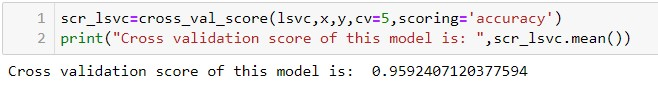 1 scr_lsvc=cross_val_score(lsvc,x,y,cv=5,scoring='accuracy')
2 print("Cross validation score of this model is: ",scr_lsvc.mean())
Cross validation score of this model is:  0.9592407120377594